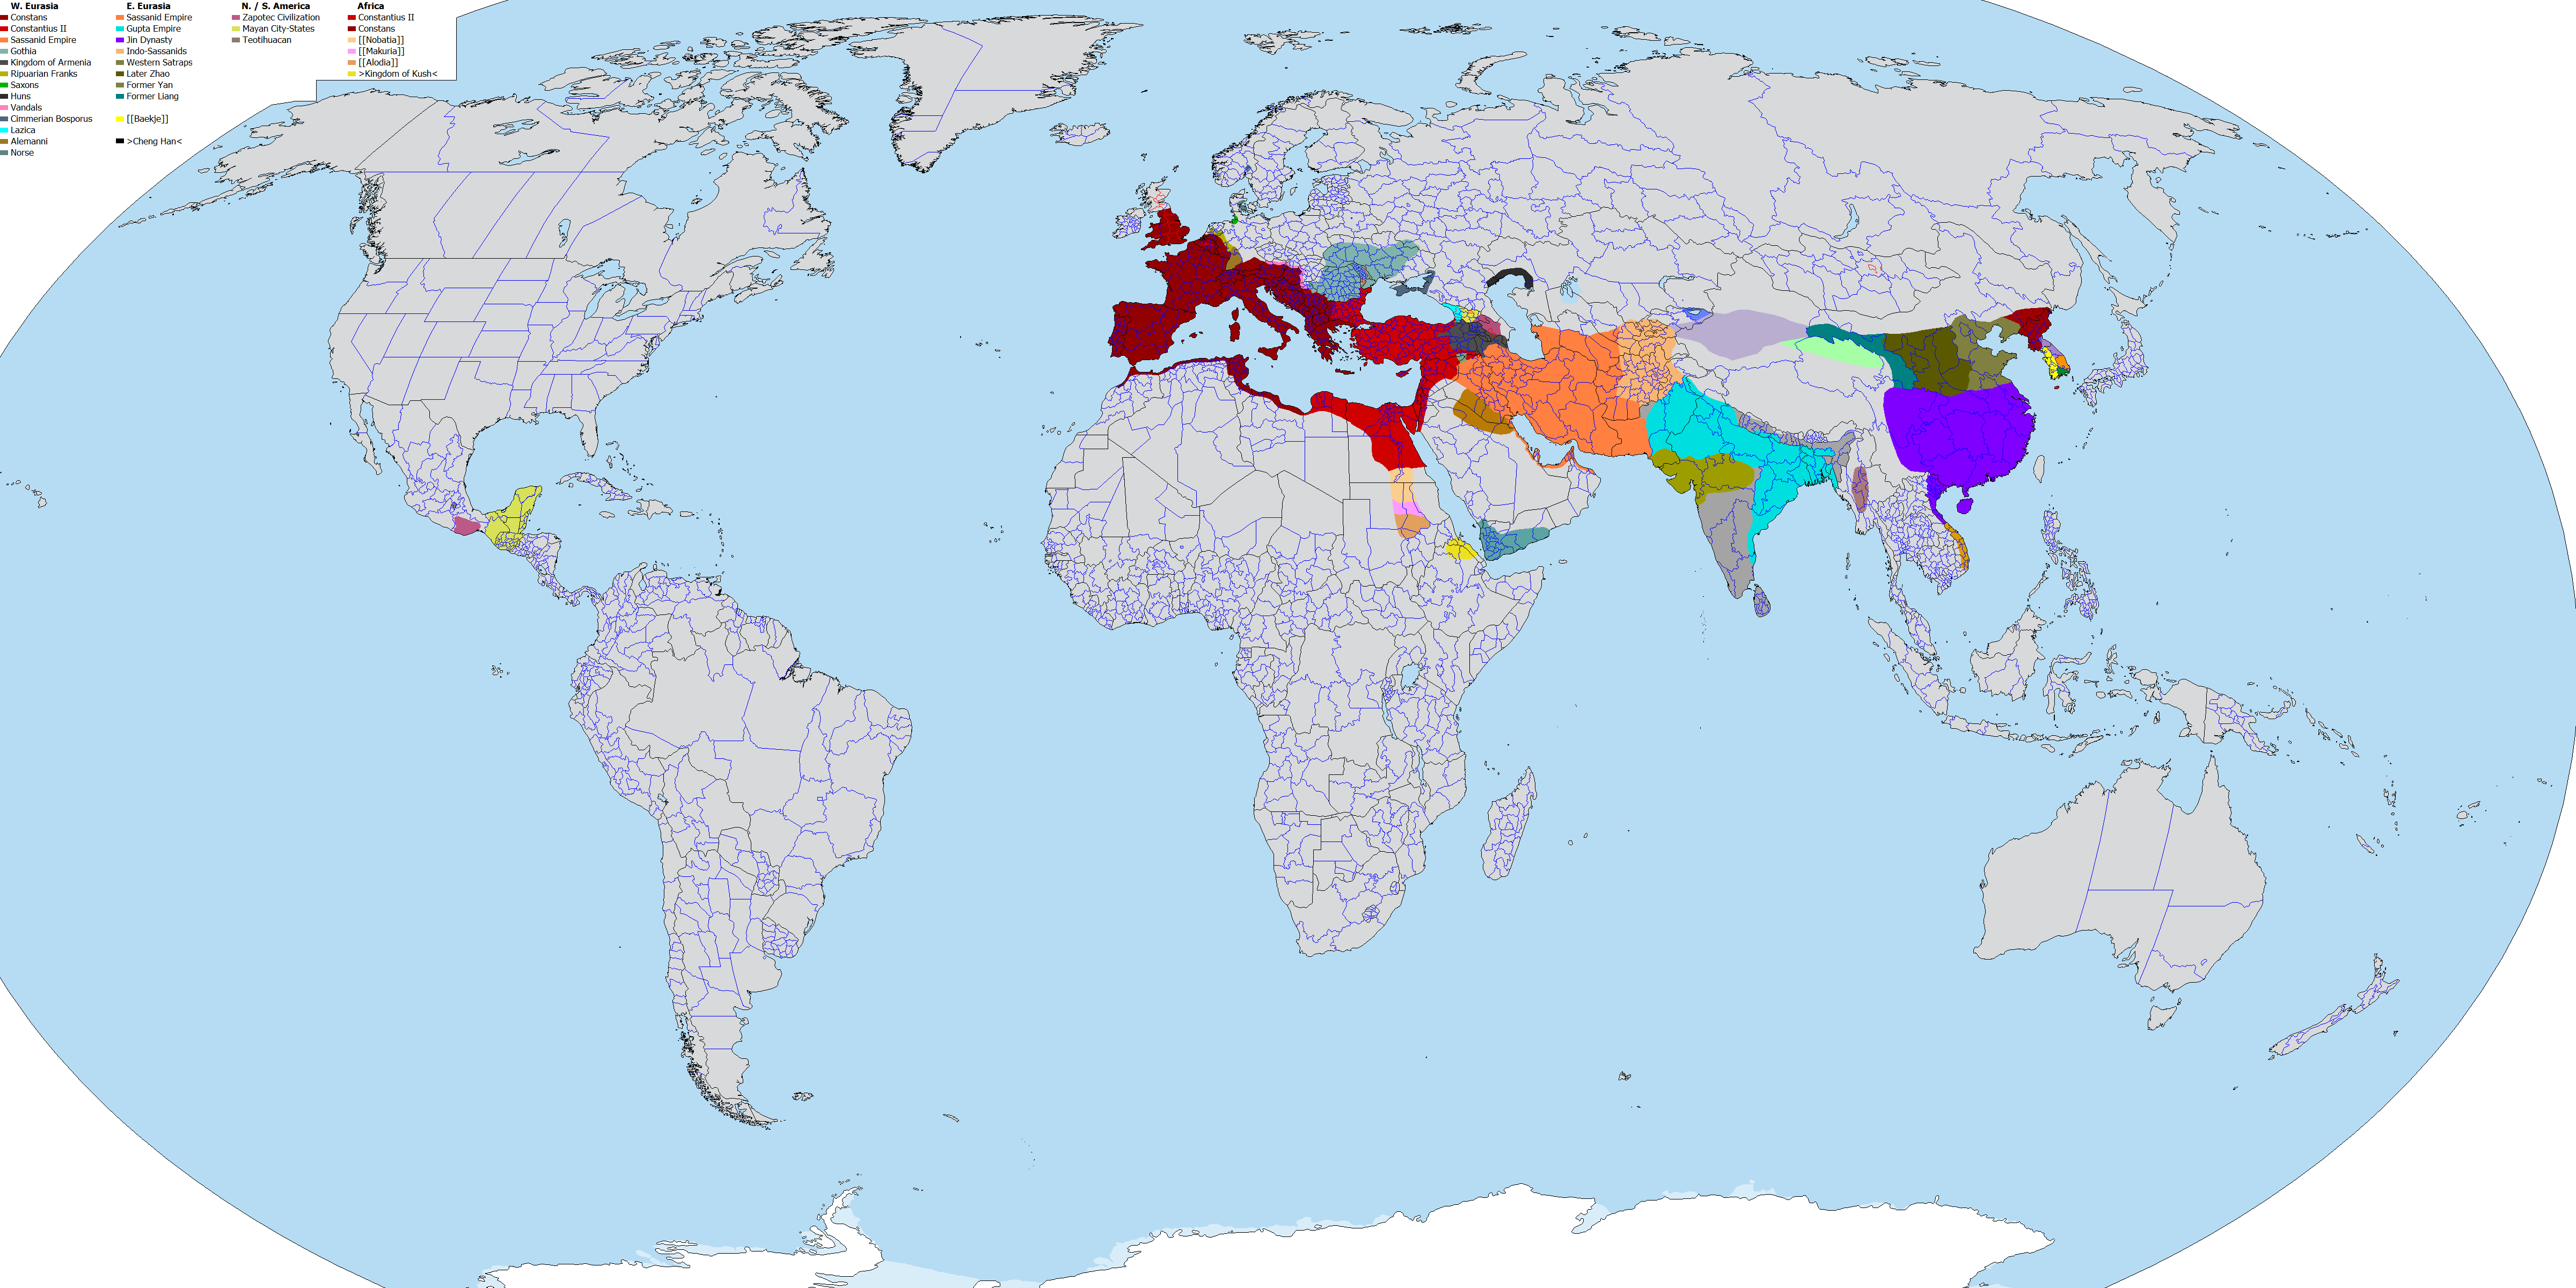 W. Eurasia
Constans
Constantius II
Sassanid Empire
Gothia
Kingdom of Armenia
Ripuarian Franks
Saxons
Huns
Vandals
Cimmerian Bosporus
Lazica
Alemanni
Norse
E. Eurasia
Sassanid Empire
Gupta Empire
Jin Dynasty
Indo-Sassanids
Western Satraps
Later Zhao
Former Yan
Former Liang
[[Baekje]]
>Cheng Han<
N. / S. America
Zapotec Civilization
Mayan City-States
Teotihuacan
Africa
Constantius II
Constans
[[Nobatia]]
[[Makuria]]
[[Alodia]]
>Kingdom of Kush<